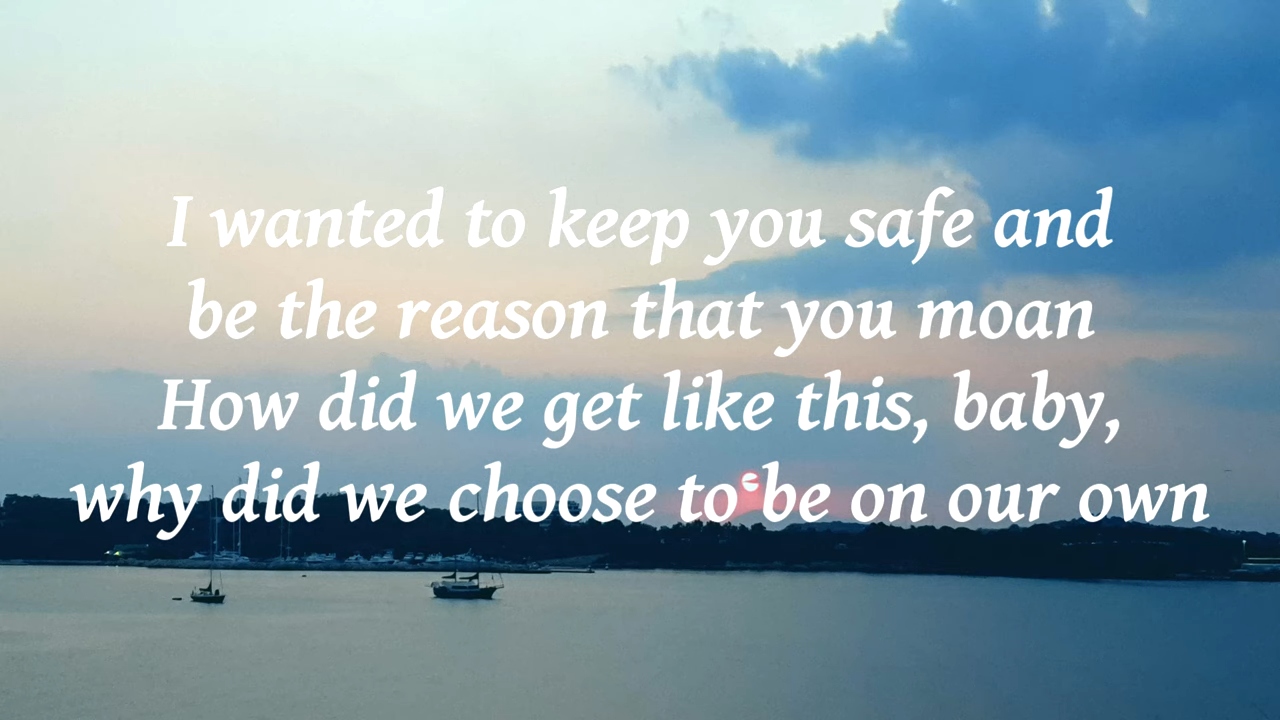 I wanted to keep you safe and
be the reason that you moan
How did we get like this, baby,
why did we choose to be on our own